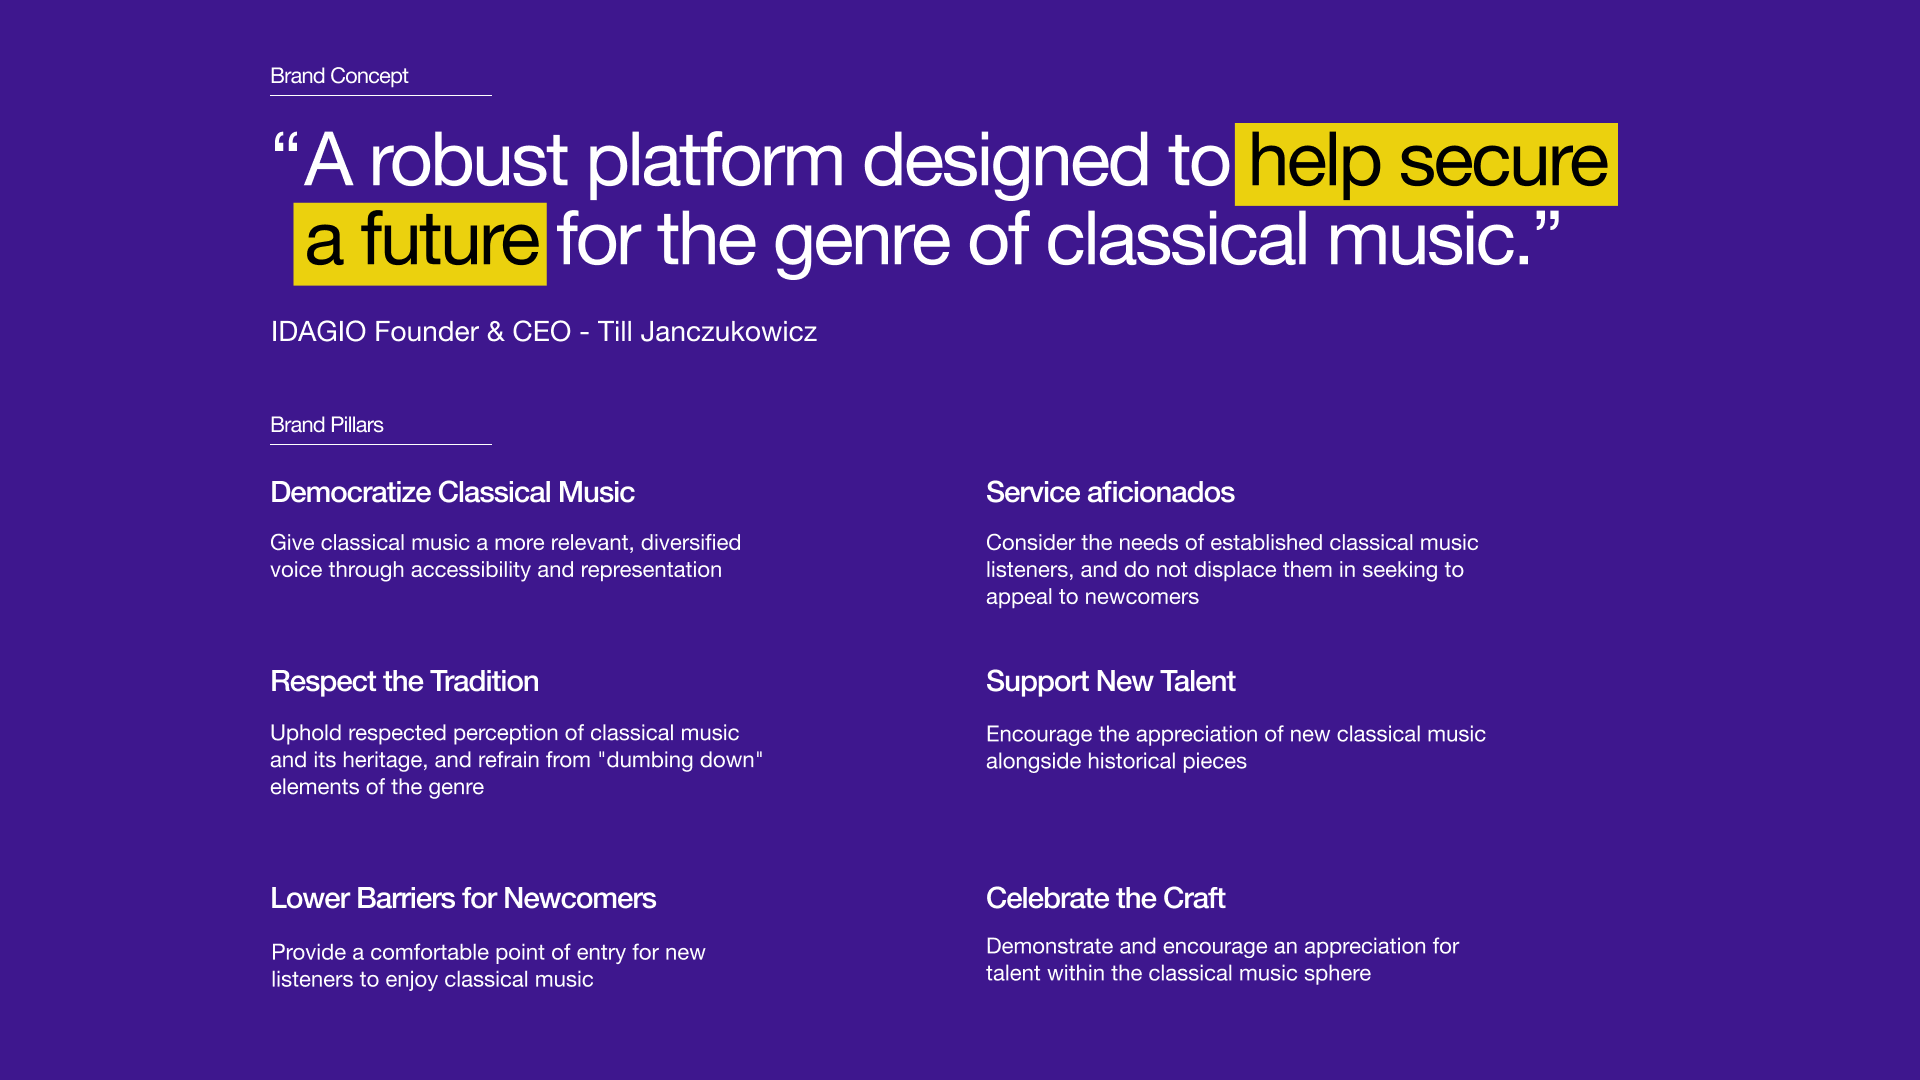 Brand Concept
“A robust platform designed to help secure
a future for the genre of classical music.”
IDAGIO Founder & CEO - Till Janczukowicz
Brand Pillars
Democratize Classical Music
Give classical music a more relevant, diversified
voice through accessibility and representation
Service aficionados
Consider the needs of established classical music
listeners, and do not displace them in seeking to
appeal to newcomers
Respect the Tradition
Uphold respected perception of classical music
and its heritage, and refrain from "dumbing down"
elements of the genre
Support New Talent
Encourage the appreciation of new classical music
alongside historical pieces
Lower Barriers for Newcomers
Provide a comfortable point of entry for new
listeners to enjoy classical music
Celebrate the Craft
Demonstrate and encourage an appreciation for
talent within the classical music sphere